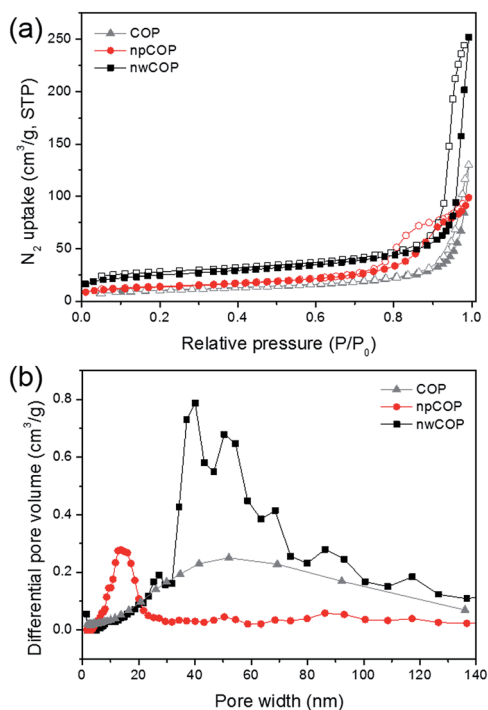 (a)
COP
npCOP
nwCOP
250
200
150
100
50
0
N₂ uptake (cm³/g, STP)
0.0 0.2 0.4 0.6 0.8 1.0
Relative pressure (P/P₀)
(b)
COP
npCOP
nwCOP
0.8
0.6
0.4
0.2
0.0
Differential pore volume (cm³/g)
0 20 40 60 80 100 120 140
Pore width (nm)